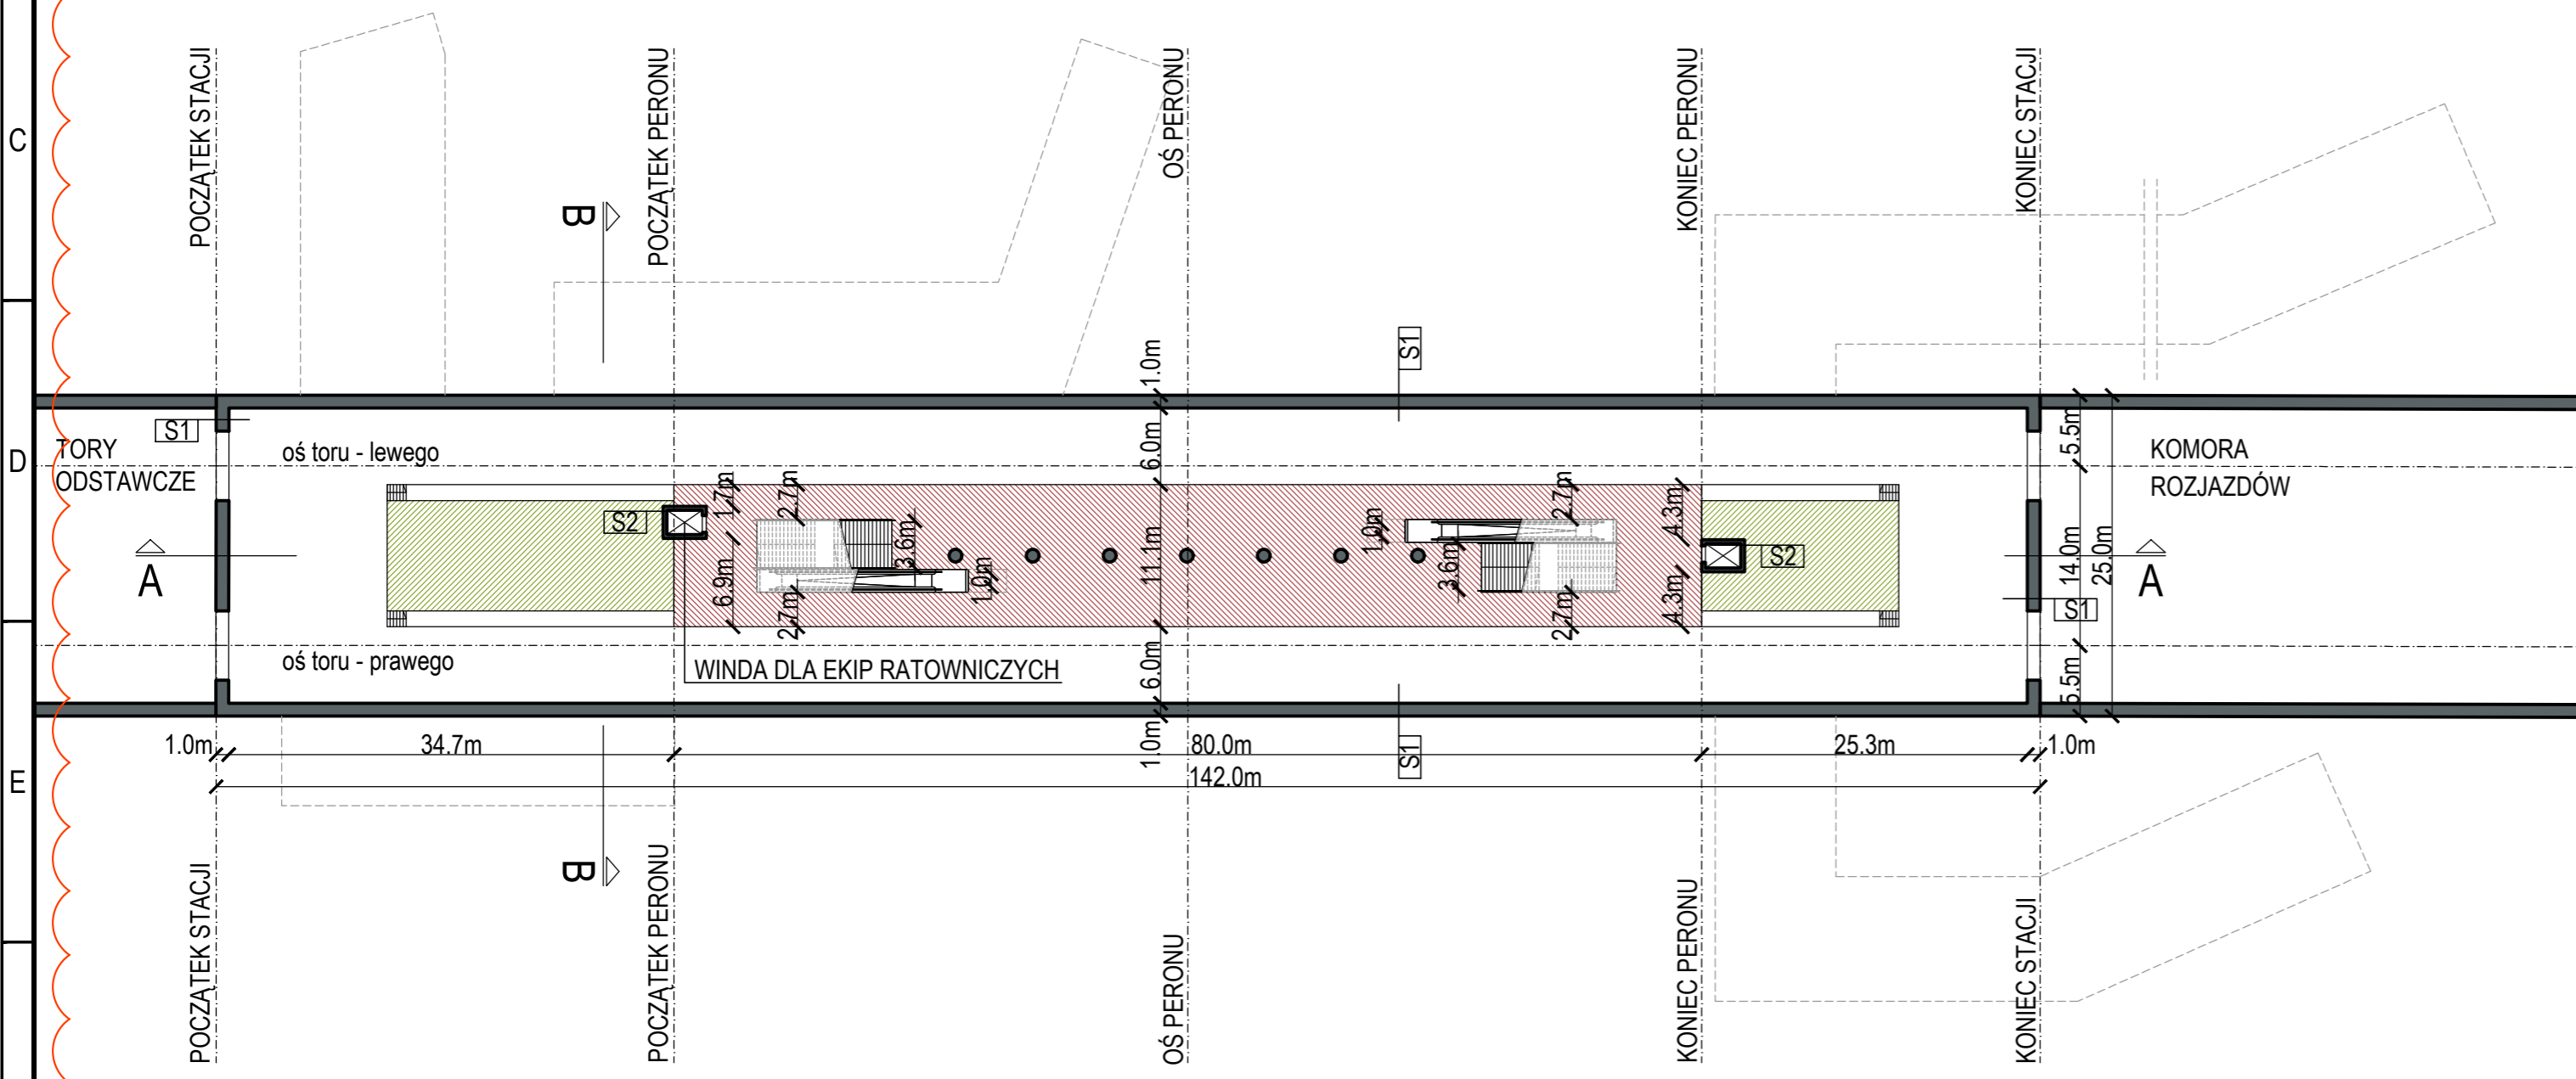 C
D
E
POCZĄTEK STACJI
POCZĄTEK PERONU
OŚ PERONU
KONIEC PERONU
KONIEC STACJI
B
1.0m
S1
S1
TORY
ODSTAWCZE
oś toru - lewego
6.0m
5.5m
KOMORA
ROZJAZDÓW
1.7m
2.7m
2.7m
4.3m
S2
3.6m
1.0m
A
6.9m
1.0m
11.1m
3.6m
S2
14.0m
25.0m
A
2.7m
2.7m
4.3m
S1
oś toru - prawego
WINDA DLA EKIP RATOWNICZYCH
6.0m
5.5m
1.0m
34.7m
1.0m
80.0m
S1
25.3m
1.0m
142.0m
B
POCZĄTEK STACJI
POCZĄTEK PERONU
OŚ PERONU
KONIEC PERONU
KONIEC STACJI